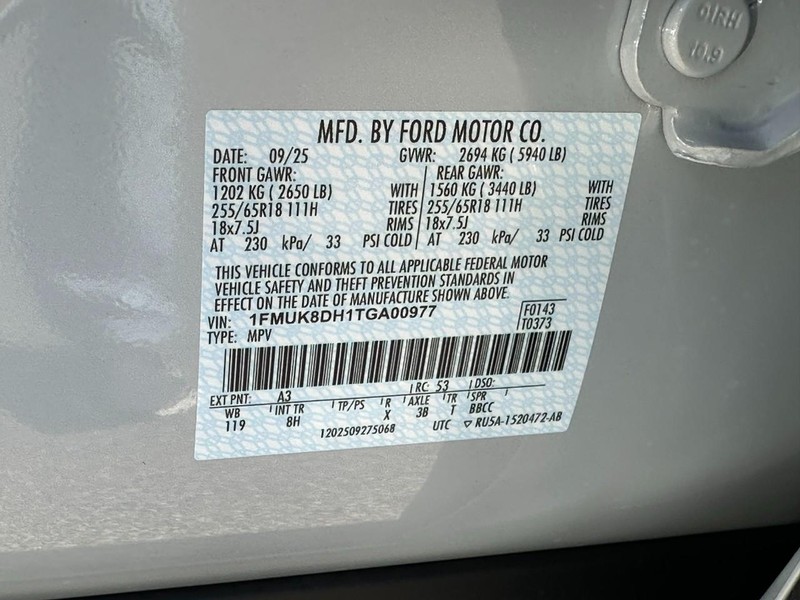 01RH
10.9
MFD. BY FORD MOTOR CO.
DATE: 09/25 GVWR: 2694 KG ( 5940 LB)
FRONT GAWR: REAR GAWR:
1202 KG ( 2650 LB) WITH 1560 KG ( 3440 LB) WITH
255/65R18 111H TIRES 255/65R18 111H TIRES
18x7.5J RIMS 18x7.5J RIMS
AT 230 kPa/ 33 PSI COLD AT 230 kPa/ 33 PSI COLD
THIS VEHICLE CONFORMS TO ALL APPLICABLE FEDERAL MOTOR
VEHICLE SAFETY AND THEFT PREVENTION STANDARDS IN
EFFECT ON THE DATE OF MANUFACTURE SHOWN ABOVE.
VIN: 1FMUK8DH1TGA00977 F0143
TYPE: MPV T0373
EXT PNT: A3 RC: 53 DSO:
WB INT TR TP/PS R AXLE TR SPR
119 8H X 3B T BBCC
1202509275068 UTC ▽ RU5A-1520472-AB